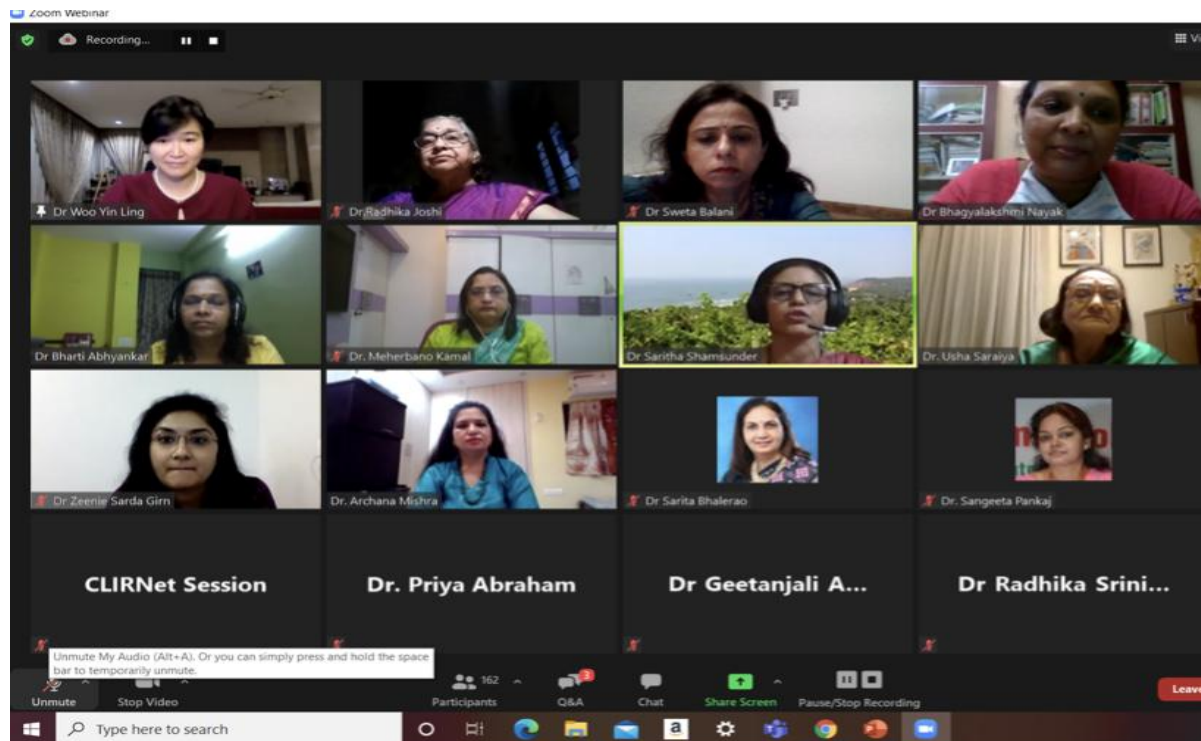 Zoom Webinar
Recording...
Vi
Dr Woo Yin Ling
Dr.Radhika Joshi
Dr Sweta Balani
Dr Bhagyalakshmi Nayak
Dr Bharti Abhyankar
Dr. Meherbano Kamal
Dr Saritha Shamsunder
Dr. Usha Saraiya
Dr Zeenie Sarda Girn
Dr. Archana Mishra
Dr Sarita Bhalerao
Dr. Sangeeta Pankaj
CLIRNet Session
Dr. Priya Abraham
Dr Geetanjali A...
Dr Radhika Srini...
Unmute My Audio (Alt+A). Or you can simply press and hold the space
bar to temporarily unmute.
162
3
Unmute
Stop Video
Participants
Q&A
Chat
Share Screen
Pause/Stop Recording
Leave
Type here to search
a